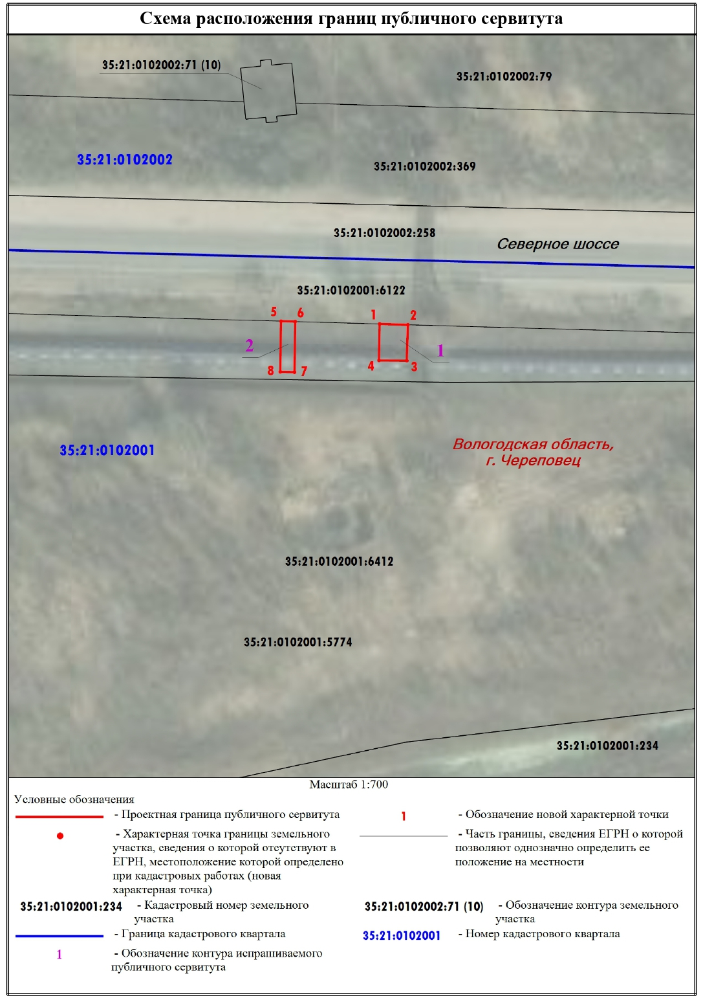 Схема расположения границ публичного сервитута
35:21:0102002:71 (10)
35:21:0102002:79
35:21:0102002
35:21:0102002:369
35:21:0102002:258
Северное шоссе
35:21:0102001:6122
5 6 1 2
2 1
8 7 4 3
35:21:0102001
Вологодская область,
г. Череповец
35:21:0102001:6412
35:21:0102001:5774
35:21:0102001:234
Масштаб 1:700
Условные обозначения
- Проектная граница публичного сервитута
1 - Обозначение новой характерной точки
- Характерная точка границы земельного
участка, сведения о которой отсутствуют в
ЕГРН, местоположение которой определено
при кадастровых работах (новая
характерная точка)
- Часть границы, сведения ЕГРН о которой
позволяют однозначно определить ее
положение на местности
35:21:0102001:234 - Кадастровый номер земельного
участка
35:21:0102002:71 (10) - Обозначение контура земельного
участка
- Граница кадастрового квартала
35:21:0102001 - Номер кадастрового квартала
1 - Обозначение контура испрашиваемого
публичного сервитута